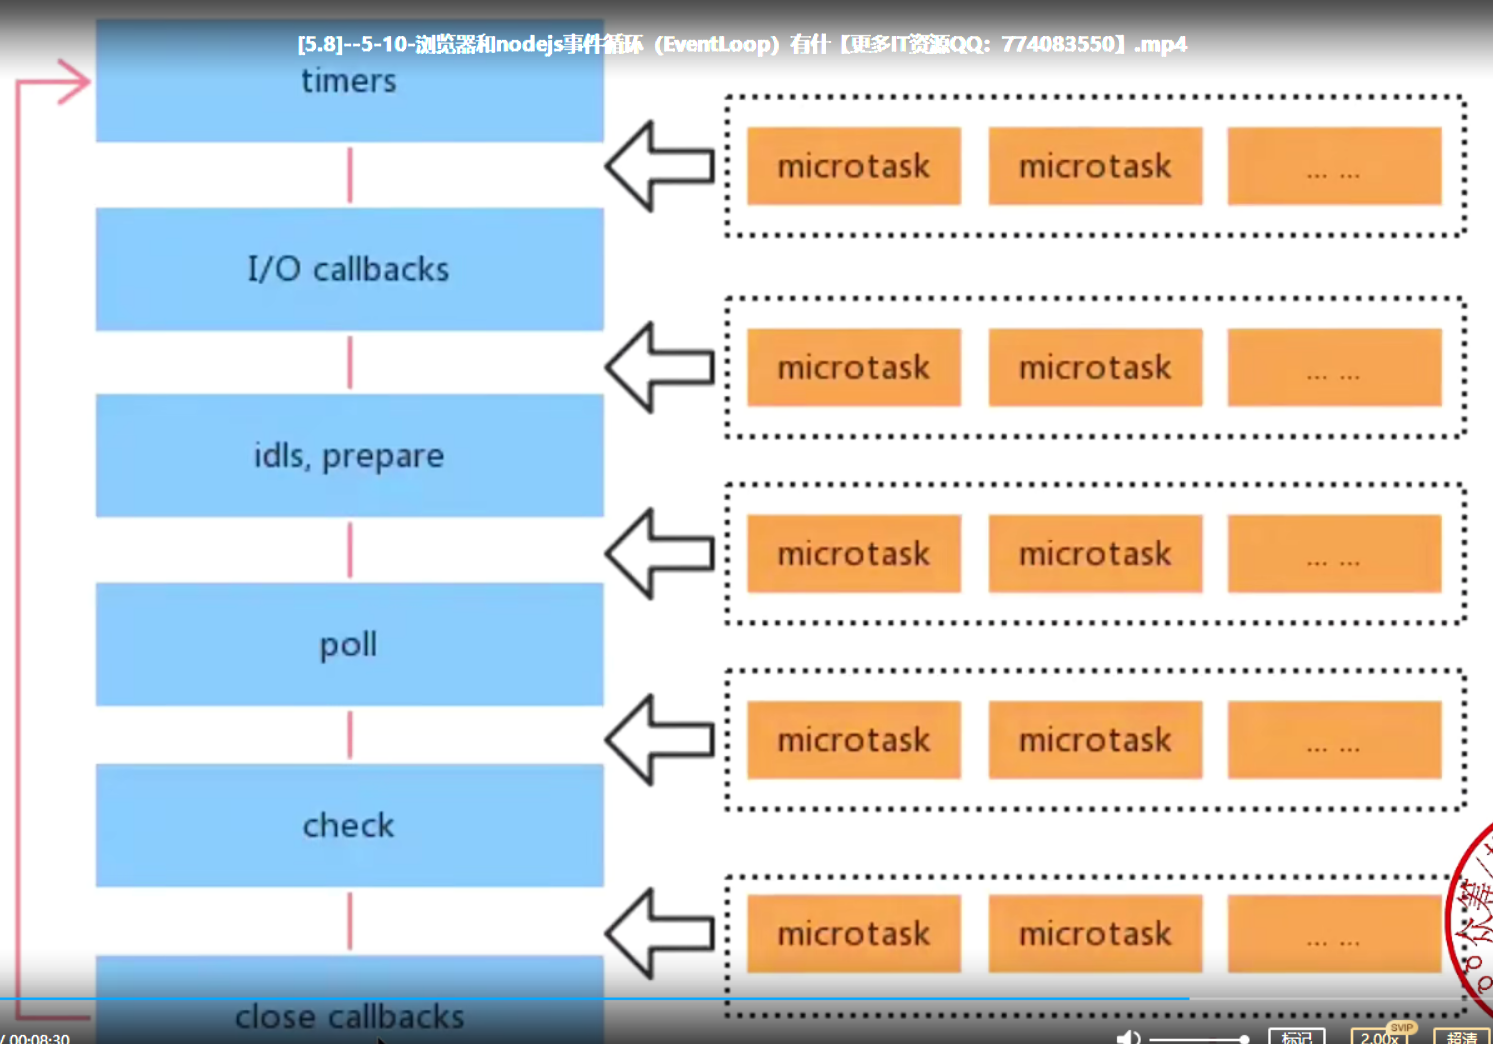 [5.8]--5-10-浏览器和nodejs事件循环（EventLoop）有什【更多IT资源QQ：774083550】.mp4
timers
microtask microtask ... ...
I/O callbacks
microtask microtask ... ...
idls, prepare
microtask microtask ... ...
poll
microtask microtask ... ...
check
microtask microtask ... ...
close callbacks
/ 00:08:30
标记
2.00x
SVIP
超清
众筹